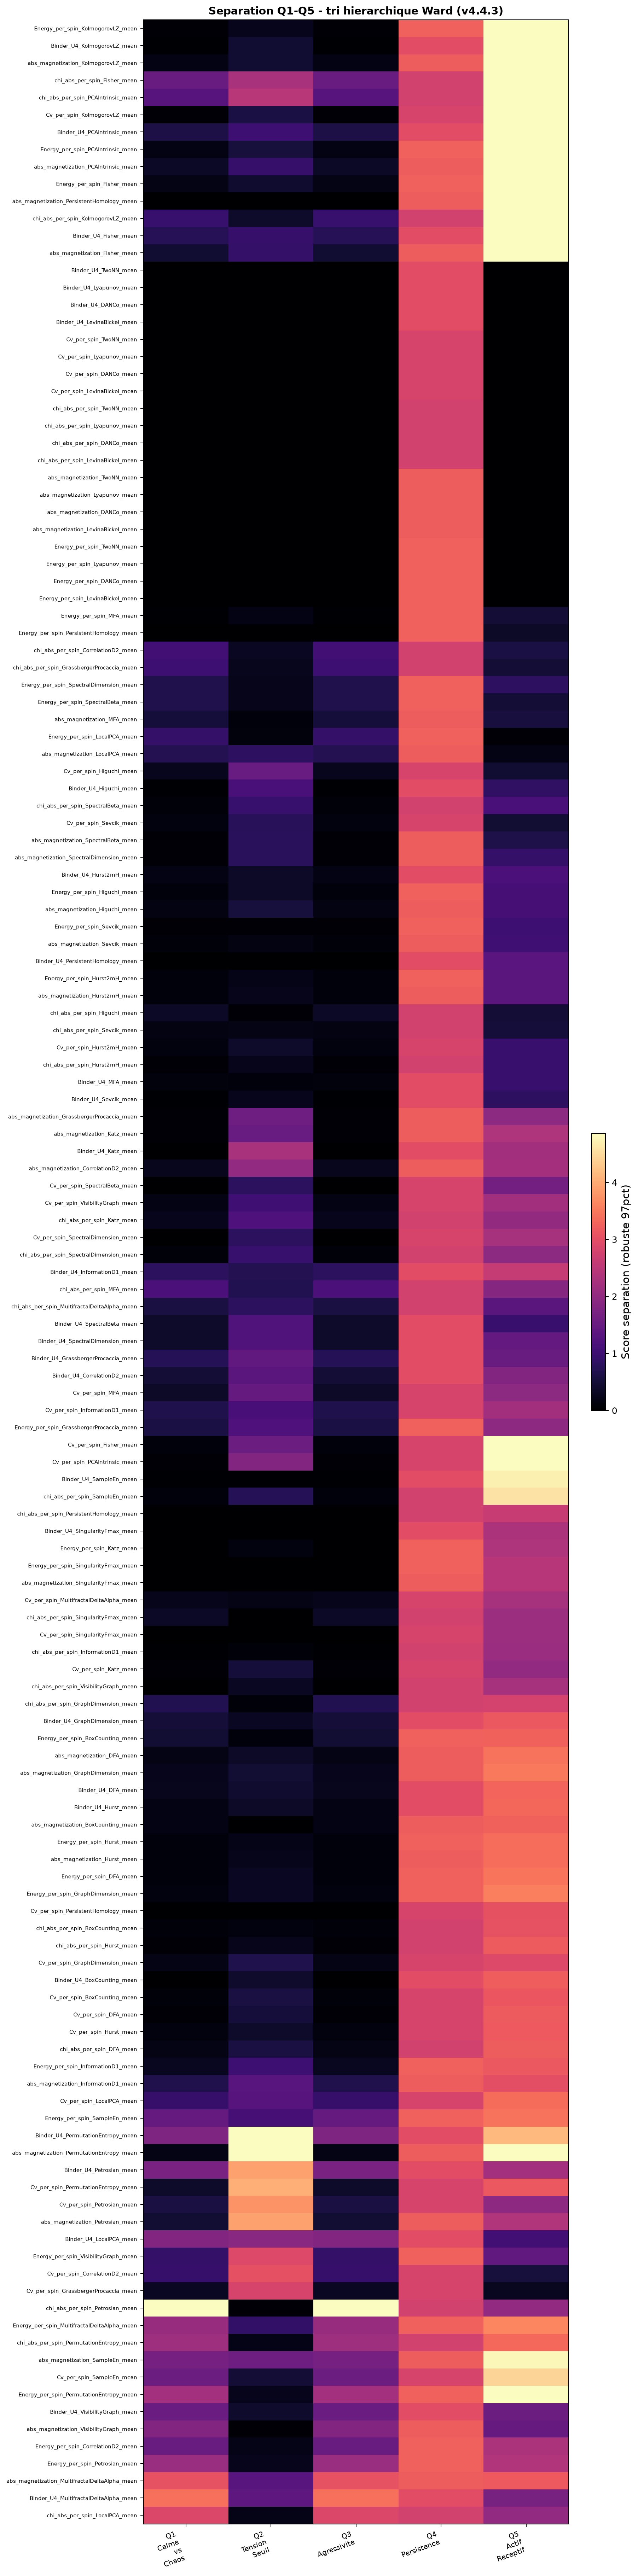 Separation Q1-Q5 - tri hierarchique Ward (v4.4.3)
Energy_per_spin_KolmogorovLZ_mean
Binder_U4_KolmogorovLZ_mean
abs_magnetization_KolmogorovLZ_mean
chi_abs_per_spin_Fisher_mean
chi_abs_per_spin_PCAIntrinsic_mean
Cv_per_spin_KolmogorovLZ_mean
Binder_U4_PCAIntrinsic_mean
Energy_per_spin_PCAIntrinsic_mean
abs_magnetization_PCAIntrinsic_mean
Energy_per_spin_Fisher_mean
abs_magnetization_PersistentHomology_mean
chi_abs_per_spin_KolmogorovLZ_mean
Binder_U4_Fisher_mean
abs_magnetization_Fisher_mean
Binder_U4_TwoNN_mean
Binder_U4_Lyapunov_mean
Binder_U4_DANCo_mean
Binder_U4_LevinaBickel_mean
Cv_per_spin_TwoNN_mean
Cv_per_spin_Lyapunov_mean
Cv_per_spin_DANCo_mean
Cv_per_spin_LevinaBickel_mean
chi_abs_per_spin_TwoNN_mean
chi_abs_per_spin_Lyapunov_mean
chi_abs_per_spin_DANCo_mean
chi_abs_per_spin_LevinaBickel_mean
abs_magnetization_TwoNN_mean
abs_magnetization_Lyapunov_mean
abs_magnetization_DANCo_mean
abs_magnetization_LevinaBickel_mean
Energy_per_spin_TwoNN_mean
Energy_per_spin_Lyapunov_mean
Energy_per_spin_DANCo_mean
Energy_per_spin_LevinaBickel_mean
Energy_per_spin_MFA_mean
Energy_per_spin_PersistentHomology_mean
chi_abs_per_spin_CorrelationD2_mean
chi_abs_per_spin_GrassbergerProcaccia_mean
Energy_per_spin_SpectralDimension_mean
Energy_per_spin_SpectralBeta_mean
abs_magnetization_MFA_mean
Energy_per_spin_LocalPCA_mean
abs_magnetization_LocalPCA_mean
Cv_per_spin_Higuchi_mean
Binder_U4_Higuchi_mean
chi_abs_per_spin_SpectralBeta_mean
Cv_per_spin_Sevcik_mean
abs_magnetization_SpectralBeta_mean
abs_magnetization_SpectralDimension_mean
Binder_U4_Hurst2mH_mean
Energy_per_spin_Higuchi_mean
abs_magnetization_Higuchi_mean
Energy_per_spin_Sevcik_mean
abs_magnetization_Sevcik_mean
Binder_U4_PersistentHomology_mean
Energy_per_spin_Hurst2mH_mean
abs_magnetization_Hurst2mH_mean
chi_abs_per_spin_Higuchi_mean
chi_abs_per_spin_Sevcik_mean
Cv_per_spin_Hurst2mH_mean
chi_abs_per_spin_Hurst2mH_mean
Binder_U4_MFA_mean
Binder_U4_Sevcik_mean
abs_magnetization_GrassbergerProcaccia_mean
abs_magnetization_Katz_mean
Binder_U4_Katz_mean
abs_magnetization_CorrelationD2_mean
Cv_per_spin_SpectralBeta_mean
Cv_per_spin_VisibilityGraph_mean
chi_abs_per_spin_Katz_mean
Cv_per_spin_SpectralDimension_mean
chi_abs_per_spin_SpectralDimension_mean
Binder_U4_InformationD1_mean
chi_abs_per_spin_MFA_mean
chi_abs_per_spin_MultifractalDeltaAlpha_mean
Binder_U4_SpectralBeta_mean
Binder_U4_SpectralDimension_mean
Binder_U4_GrassbergerProcaccia_mean
Binder_U4_CorrelationD2_mean
Cv_per_spin_MFA_mean
Cv_per_spin_InformationD1_mean
Energy_per_spin_GrassbergerProcaccia_mean
Cv_per_spin_Fisher_mean
Cv_per_spin_PCAIntrinsic_mean
Binder_U4_SampleEn_mean
chi_abs_per_spin_SampleEn_mean
chi_abs_per_spin_PersistentHomology_mean
Binder_U4_SingularityFmax_mean
Energy_per_spin_Katz_mean
Energy_per_spin_SingularityFmax_mean
abs_magnetization_SingularityFmax_mean
Cv_per_spin_MultifractalDeltaAlpha_mean
chi_abs_per_spin_SingularityFmax_mean
Cv_per_spin_SingularityFmax_mean
chi_abs_per_spin_InformationD1_mean
Cv_per_spin_Katz_mean
chi_abs_per_spin_VisibilityGraph_mean
chi_abs_per_spin_GraphDimension_mean
Binder_U4_GraphDimension_mean
Energy_per_spin_BoxCounting_mean
abs_magnetization_DFA_mean
abs_magnetization_GraphDimension_mean
Binder_U4_DFA_mean
Binder_U4_Hurst_mean
abs_magnetization_BoxCounting_mean
Energy_per_spin_Hurst_mean
abs_magnetization_Hurst_mean
Energy_per_spin_DFA_mean
Energy_per_spin_GraphDimension_mean
Cv_per_spin_PersistentHomology_mean
chi_abs_per_spin_BoxCounting_mean
chi_abs_per_spin_Hurst_mean
Cv_per_spin_GraphDimension_mean
Binder_U4_BoxCounting_mean
Cv_per_spin_BoxCounting_mean
Cv_per_spin_DFA_mean
Cv_per_spin_Hurst_mean
chi_abs_per_spin_DFA_mean
Energy_per_spin_InformationD1_mean
abs_magnetization_InformationD1_mean
Cv_per_spin_LocalPCA_mean
Energy_per_spin_SampleEn_mean
Binder_U4_PermutationEntropy_mean
abs_magnetization_PermutationEntropy_mean
Binder_U4_Petrosian_mean
Cv_per_spin_PermutationEntropy_mean
Cv_per_spin_Petrosian_mean
abs_magnetization_Petrosian_mean
Binder_U4_LocalPCA_mean
Energy_per_spin_VisibilityGraph_mean
Cv_per_spin_CorrelationD2_mean
Cv_per_spin_GrassbergerProcaccia_mean
chi_abs_per_spin_Petrosian_mean
Energy_per_spin_MultifractalDeltaAlpha_mean
chi_abs_per_spin_PermutationEntropy_mean
abs_magnetization_SampleEn_mean
Cv_per_spin_SampleEn_mean
Energy_per_spin_PermutationEntropy_mean
Binder_U4_VisibilityGraph_mean
abs_magnetization_VisibilityGraph_mean
Energy_per_spin_CorrelationD2_mean
Energy_per_spin_Petrosian_mean
abs_magnetization_MultifractalDeltaAlpha_mean
Binder_U4_MultifractalDeltaAlpha_mean
chi_abs_per_spin_LocalPCA_mean
Q1
Calme
vs
Chaos
Q2
Tension
Seuil
Q3
Agressivite
Q4
Persistence
Q5
Actif
Receptif
4
3
2
1
0
Score separation (robuste 97pct)